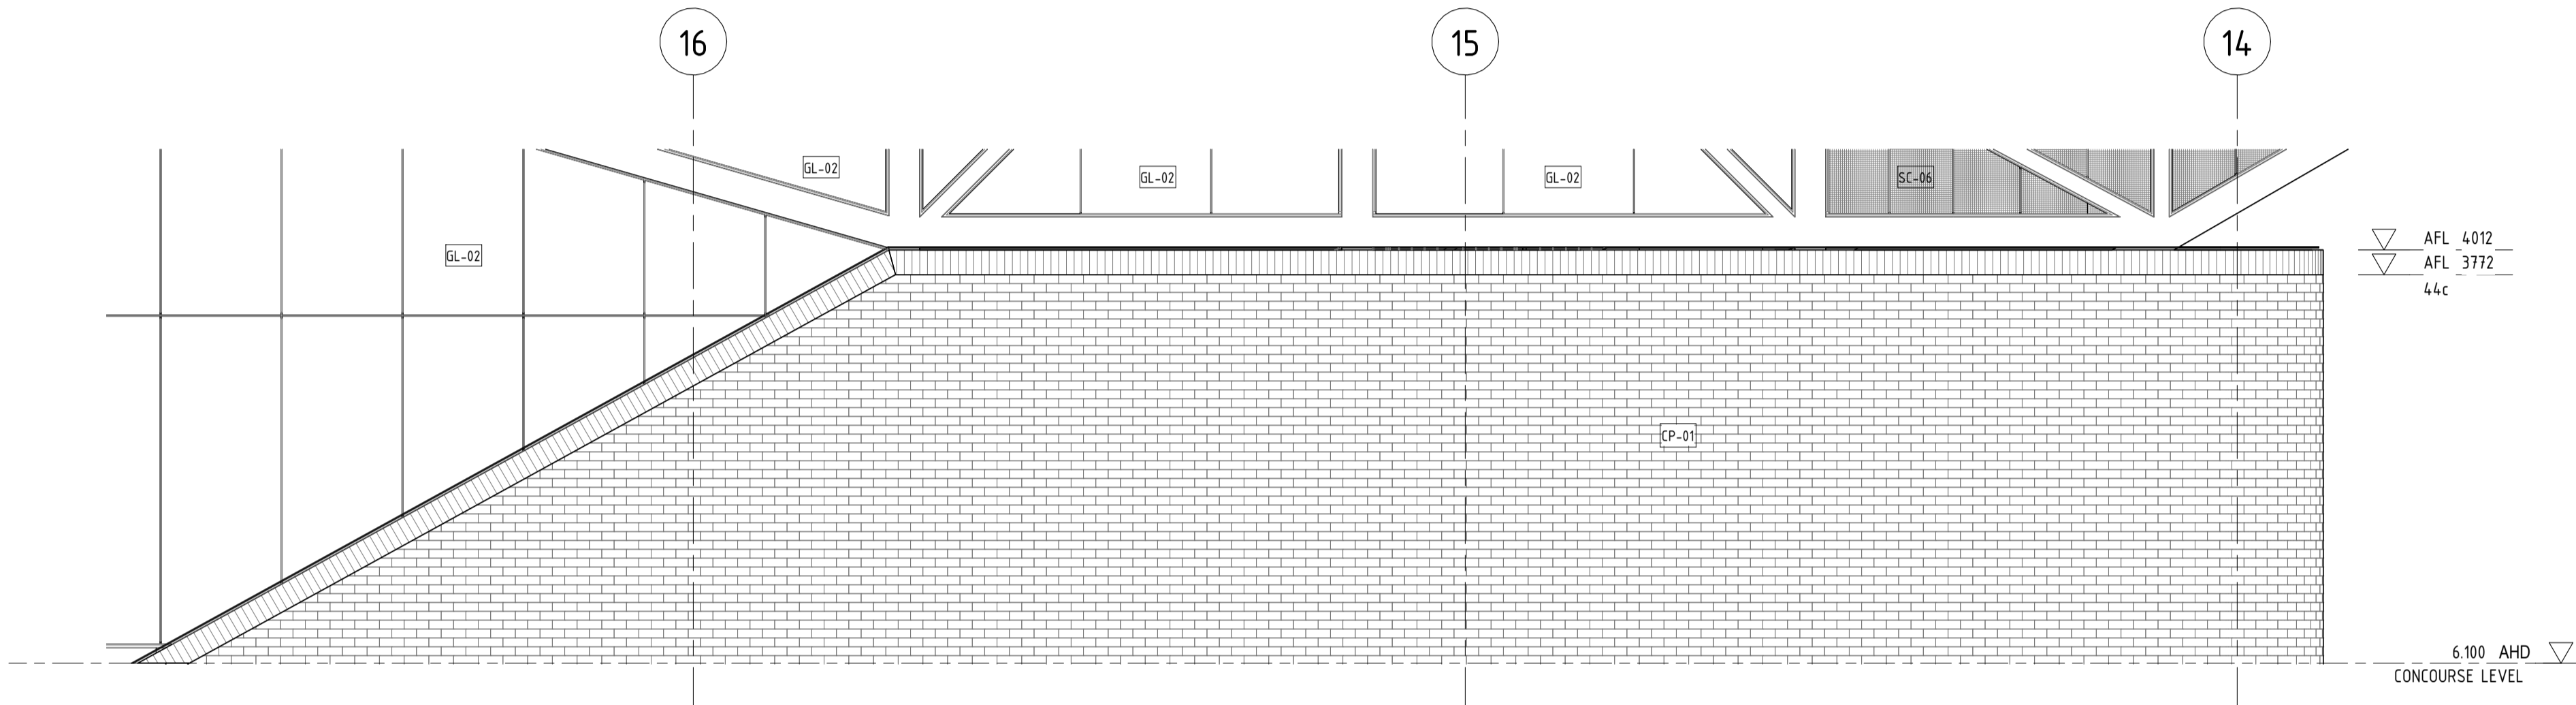 16
15
14
GL-02
GL-02
GL-02
SC-06
GL-02
AFL 4012
AFL 3772
44c
CP-01
6.100 AHD
CONCOURSE LEVEL